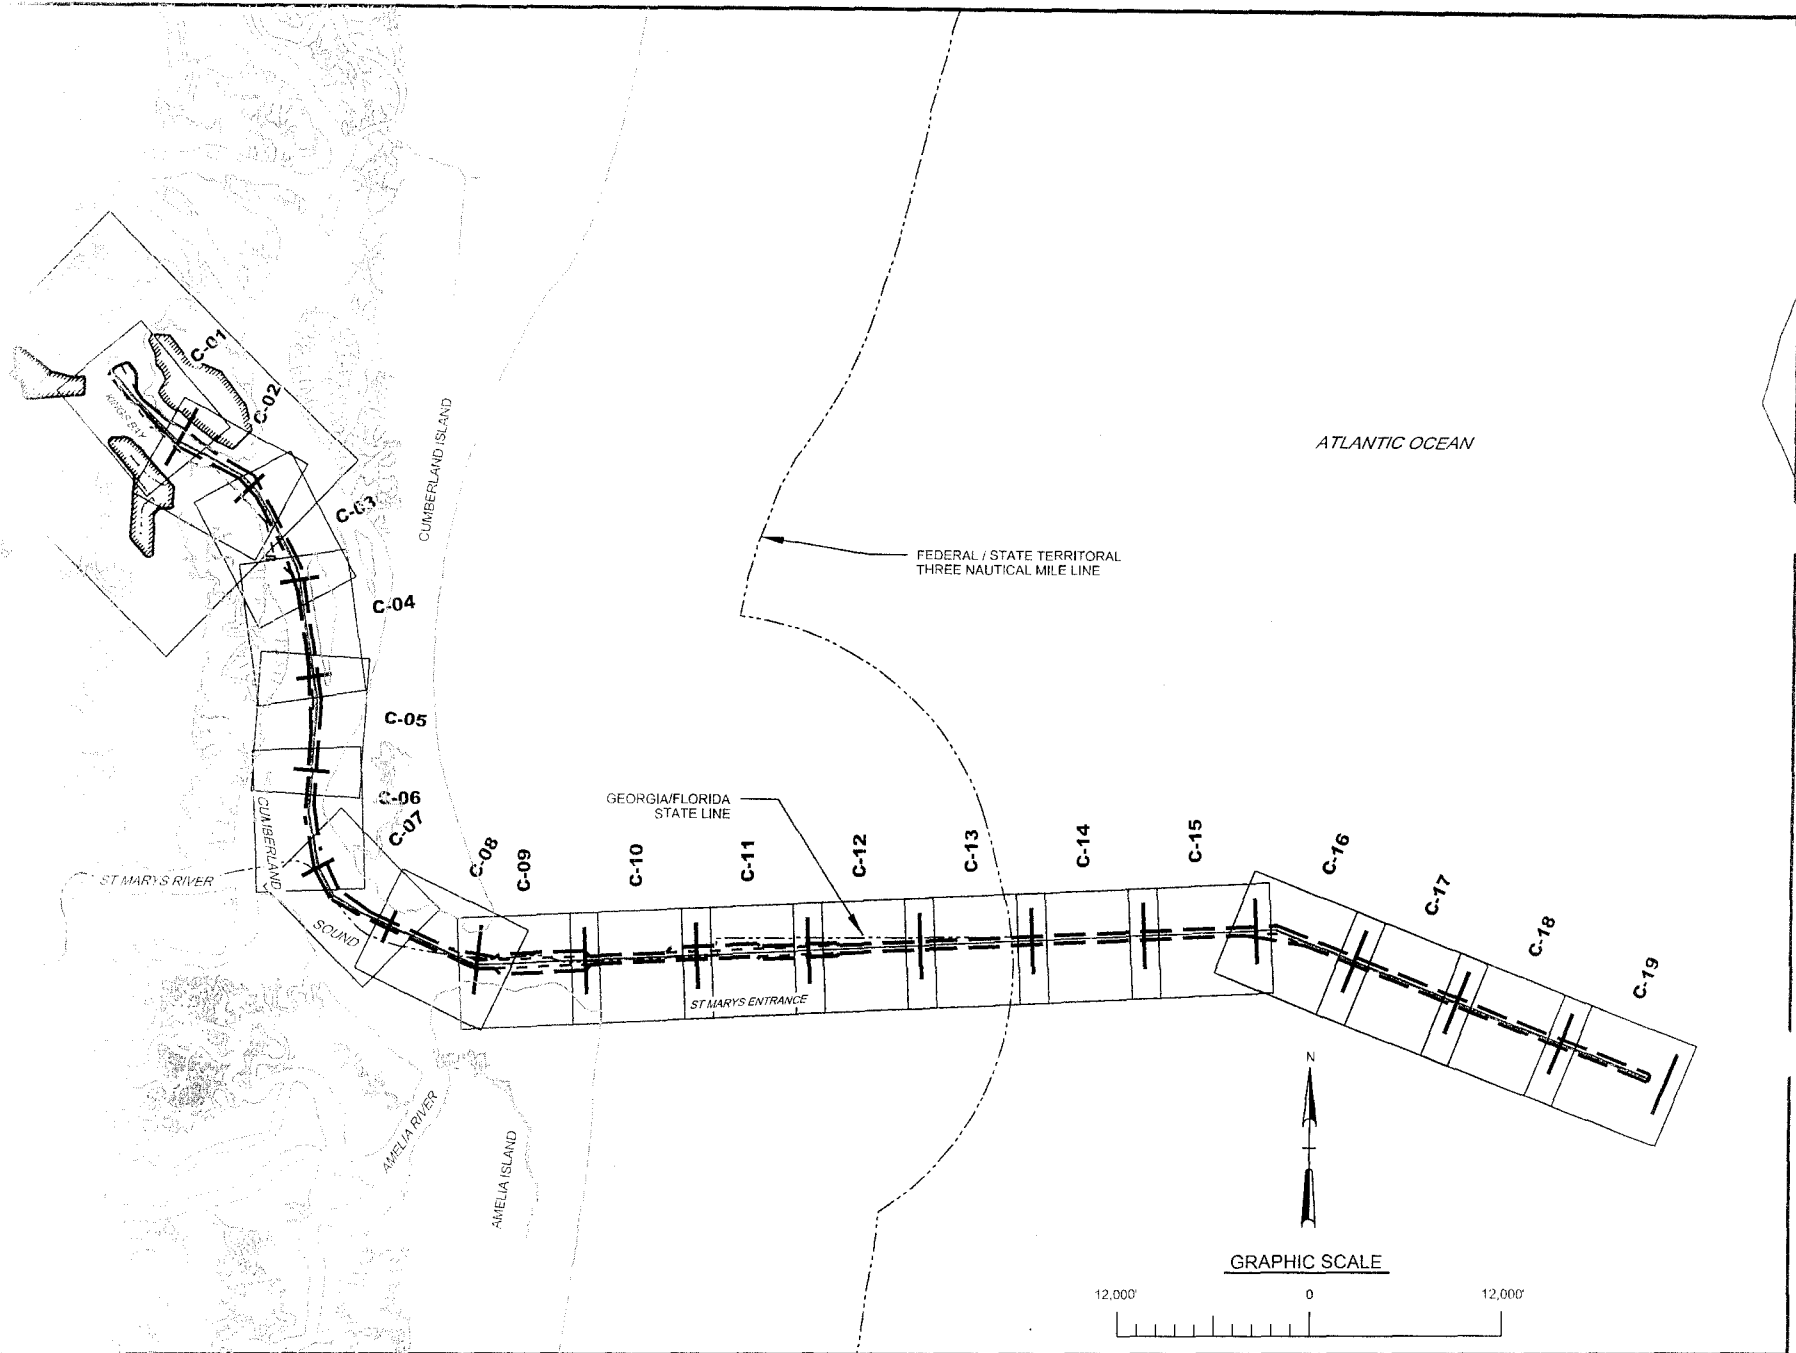 C-01
C-02
KINGS BAY
C-03
CUMBERLAND ISLAND
ATLANTIC OCEAN
FEDERAL / STATE TERRITORAL
THREE NAUTICAL MILE LINE
C-04
C-05
C-06
C-07
CUMBERLAND
SOUND
ST MARYS RIVER
GEORGIA/FLORIDA
STATE LINE
C-08
C-09
C-10
C-11
C-12
C-13
C-14
C-15
C-16
C-17
C-18
C-19
ST MARYS ENTRANCE
AMELIA RIVER
AMELIA ISLAND
N
GRAPHIC SCALE
12,000' 0 12,000'